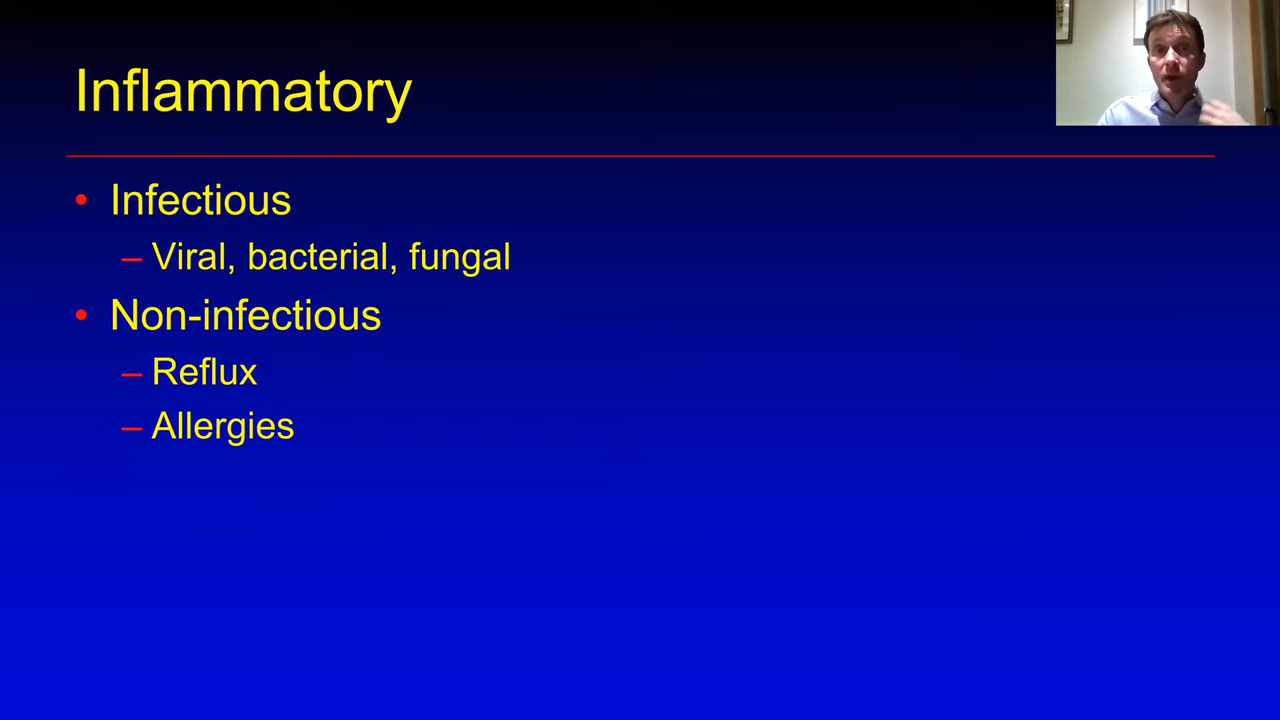 Inflammatory
• Infectious
– Viral, bacterial, fungal
• Non-infectious
– Reflux
– Allergies